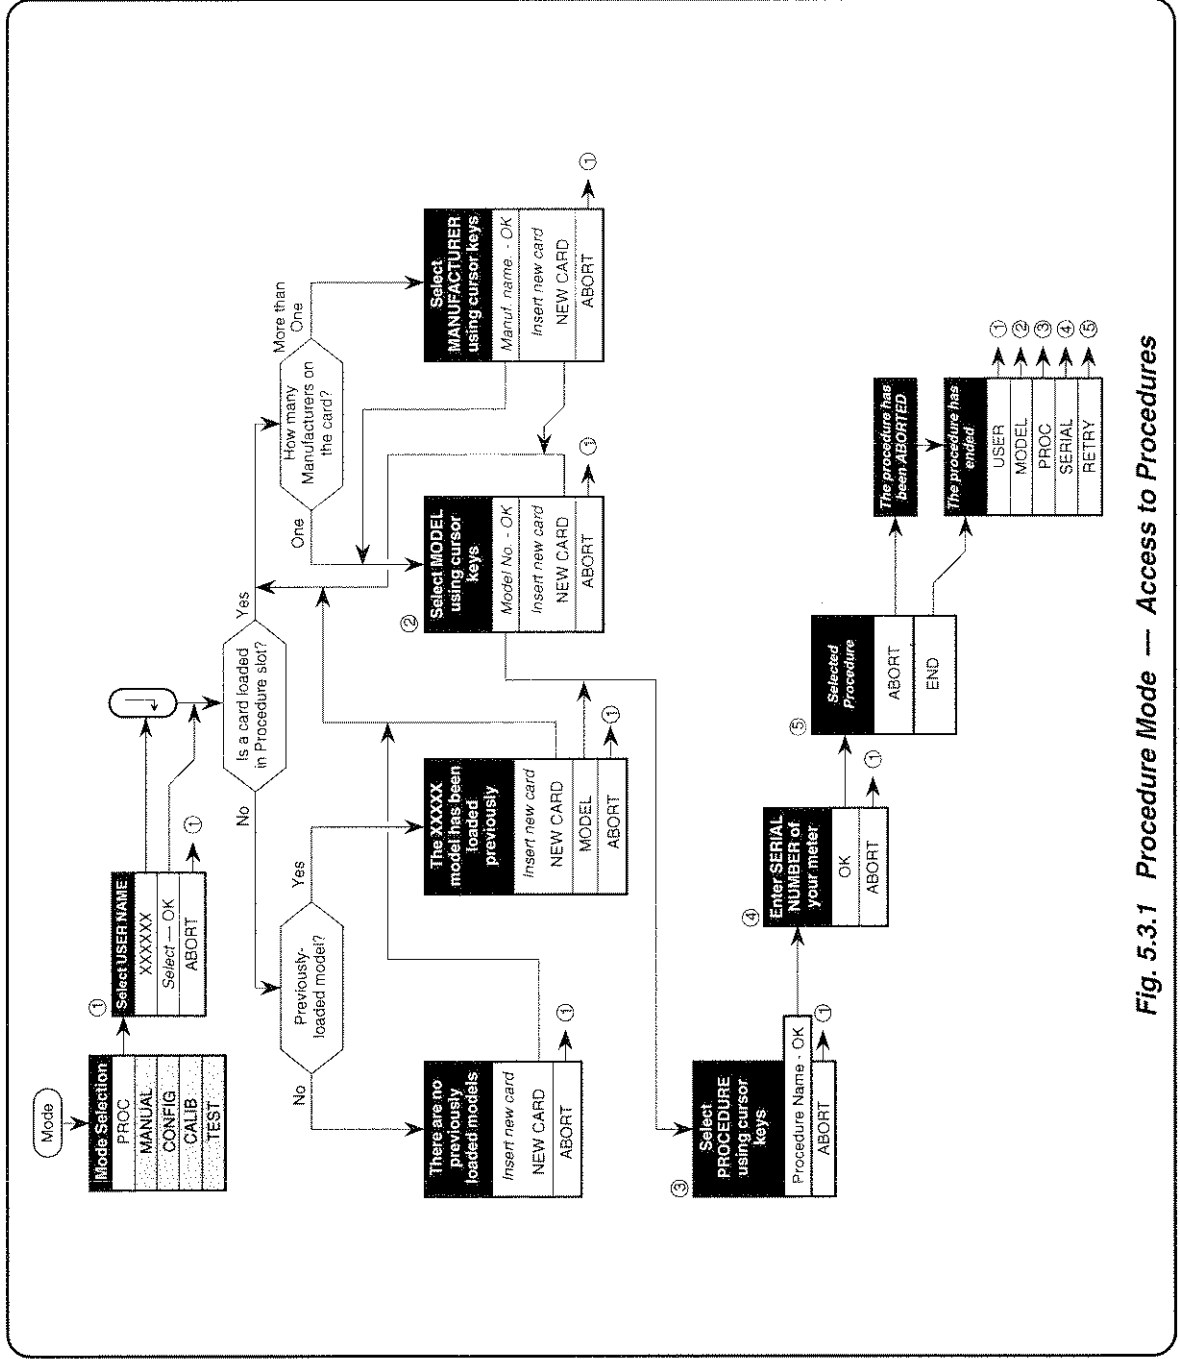 Mode
Mode Selection
PROC
MANUAL
CONFIG
CALIB
TEST
①
Select USER NAME
XXXXXX
Select — OK
ABORT
①
Is a card loaded
in Procedure slot?
No
Yes
Previously-
loaded model?
No
Yes
How many
Manufacturers on
the card?
One
More than
One
There are no
previously
loaded models
Insert new card
NEW CARD
ABORT
①
The XXXXX
model has been
loaded
previously
Insert new card
NEW CARD
MODEL
ABORT
①
②
Select MODEL
using cursor
keys
Model No. - OK
Insert new card
NEW CARD
ABORT
①
Select
MANUFACTURER
using cursor keys
Manuf. name. - OK
Insert new card
NEW CARD
ABORT
①
③
Select
PROCEDURE
using cursor
keys
Procedure Name - OK
ABORT
①
④
Enter SERIAL
NUMBER of
your meter
OK
ABORT
①
⑤
Selected
Procedure
ABORT
END
The procedure has
been ABORTED
The procedure has
ended
USER
①
MODEL
②
PROC
③
SERIAL
④
RETRY
⑤
Fig. 5.3.1 Procedure Mode — Access to Procedures